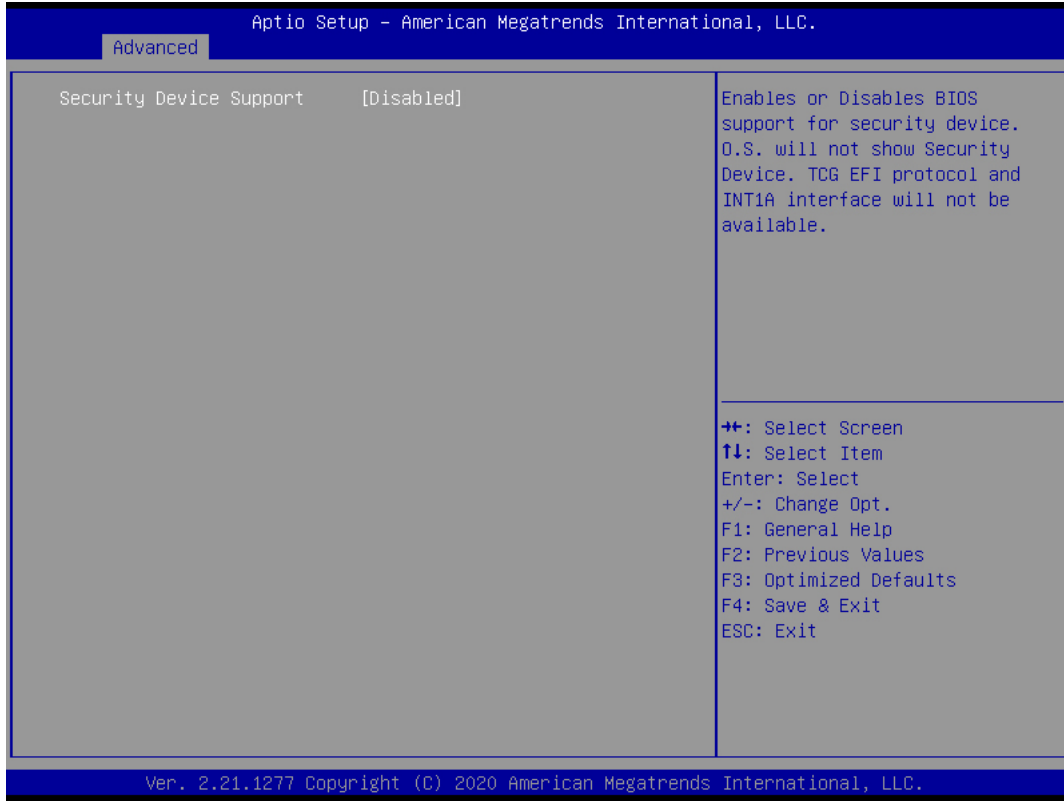 Aptio Setup – American Megatrends International, LLC.
Advanced
Security Device Support [Disabled]
Enables or Disables BIOS
support for security device.
O.S. will not show Security
Device. TCG EFI protocol and
INT1A interface will not be
available.
→←: Select Screen
↑↓: Select Item
Enter: Select
+/-: Change Opt.
F1: General Help
F2: Previous Values
F3: Optimized Defaults
F4: Save & Exit
ESC: Exit
Ver. 2.21.1277 Copyright (C) 2020 American Megatrends International, LLC.